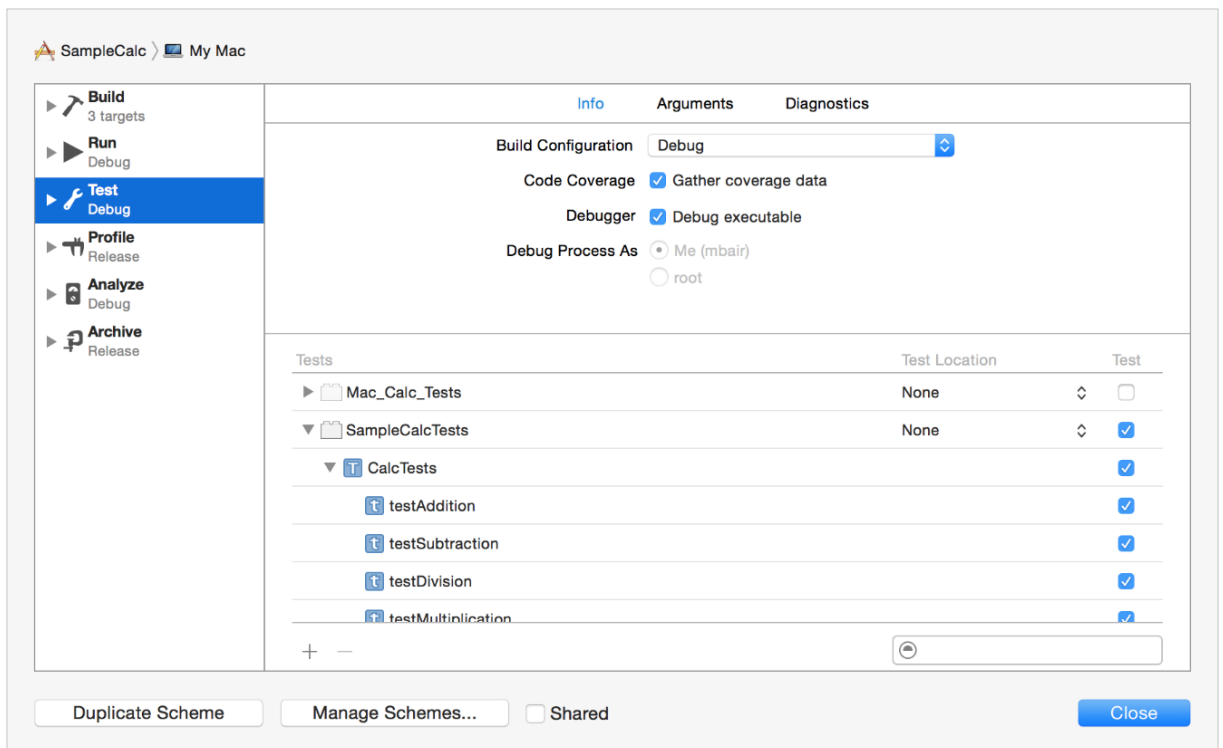 SampleCalc My Mac
Build
3 targets
Run
Debug
Test
Debug
Profile
Release
Analyze
Debug
Archive
Release
Info Arguments Diagnostics
Build Configuration Debug
Code Coverage Gather coverage data
Debugger Debug executable
Debug Process As Me (mbair)
root
Tests Test Location Test
Mac_Calc_Tests None
SampleCalcTests None
T CalcTests
t testAddition
t testSubtraction
t testDivision
t testMultiplication
Duplicate Scheme Manage Schemes... Shared Close